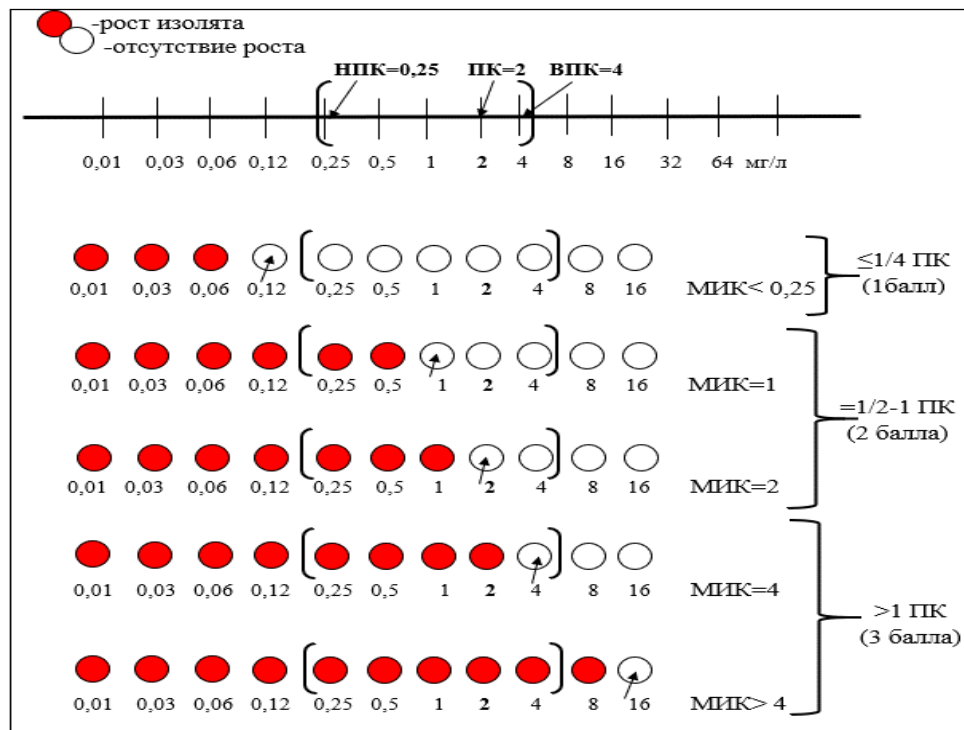 -рост изолята
-отсутствие роста
НПК=0,25 ПК=2 ВПК=4
0,01 0,03 0,06 0,12 0,25 0,5 1 2 4 8 16 32 64 мг/л
0,01 0,03 0,06 0,12 0,25 0,5 1 2 4 8 16 МИК< 0,25
≤1/4 ПК
(1балл)
0,01 0,03 0,06 0,12 0,25 0,5 1 2 4 8 16 МИК=1
=1/2-1 ПК
(2 балла)
0,01 0,03 0,06 0,12 0,25 0,5 1 2 4 8 16 МИК=2
0,01 0,03 0,06 0,12 0,25 0,5 1 2 4 8 16 МИК=4
>1 ПК
(3 балла)
0,01 0,03 0,06 0,12 0,25 0,5 1 2 4 8 16 МИК> 4